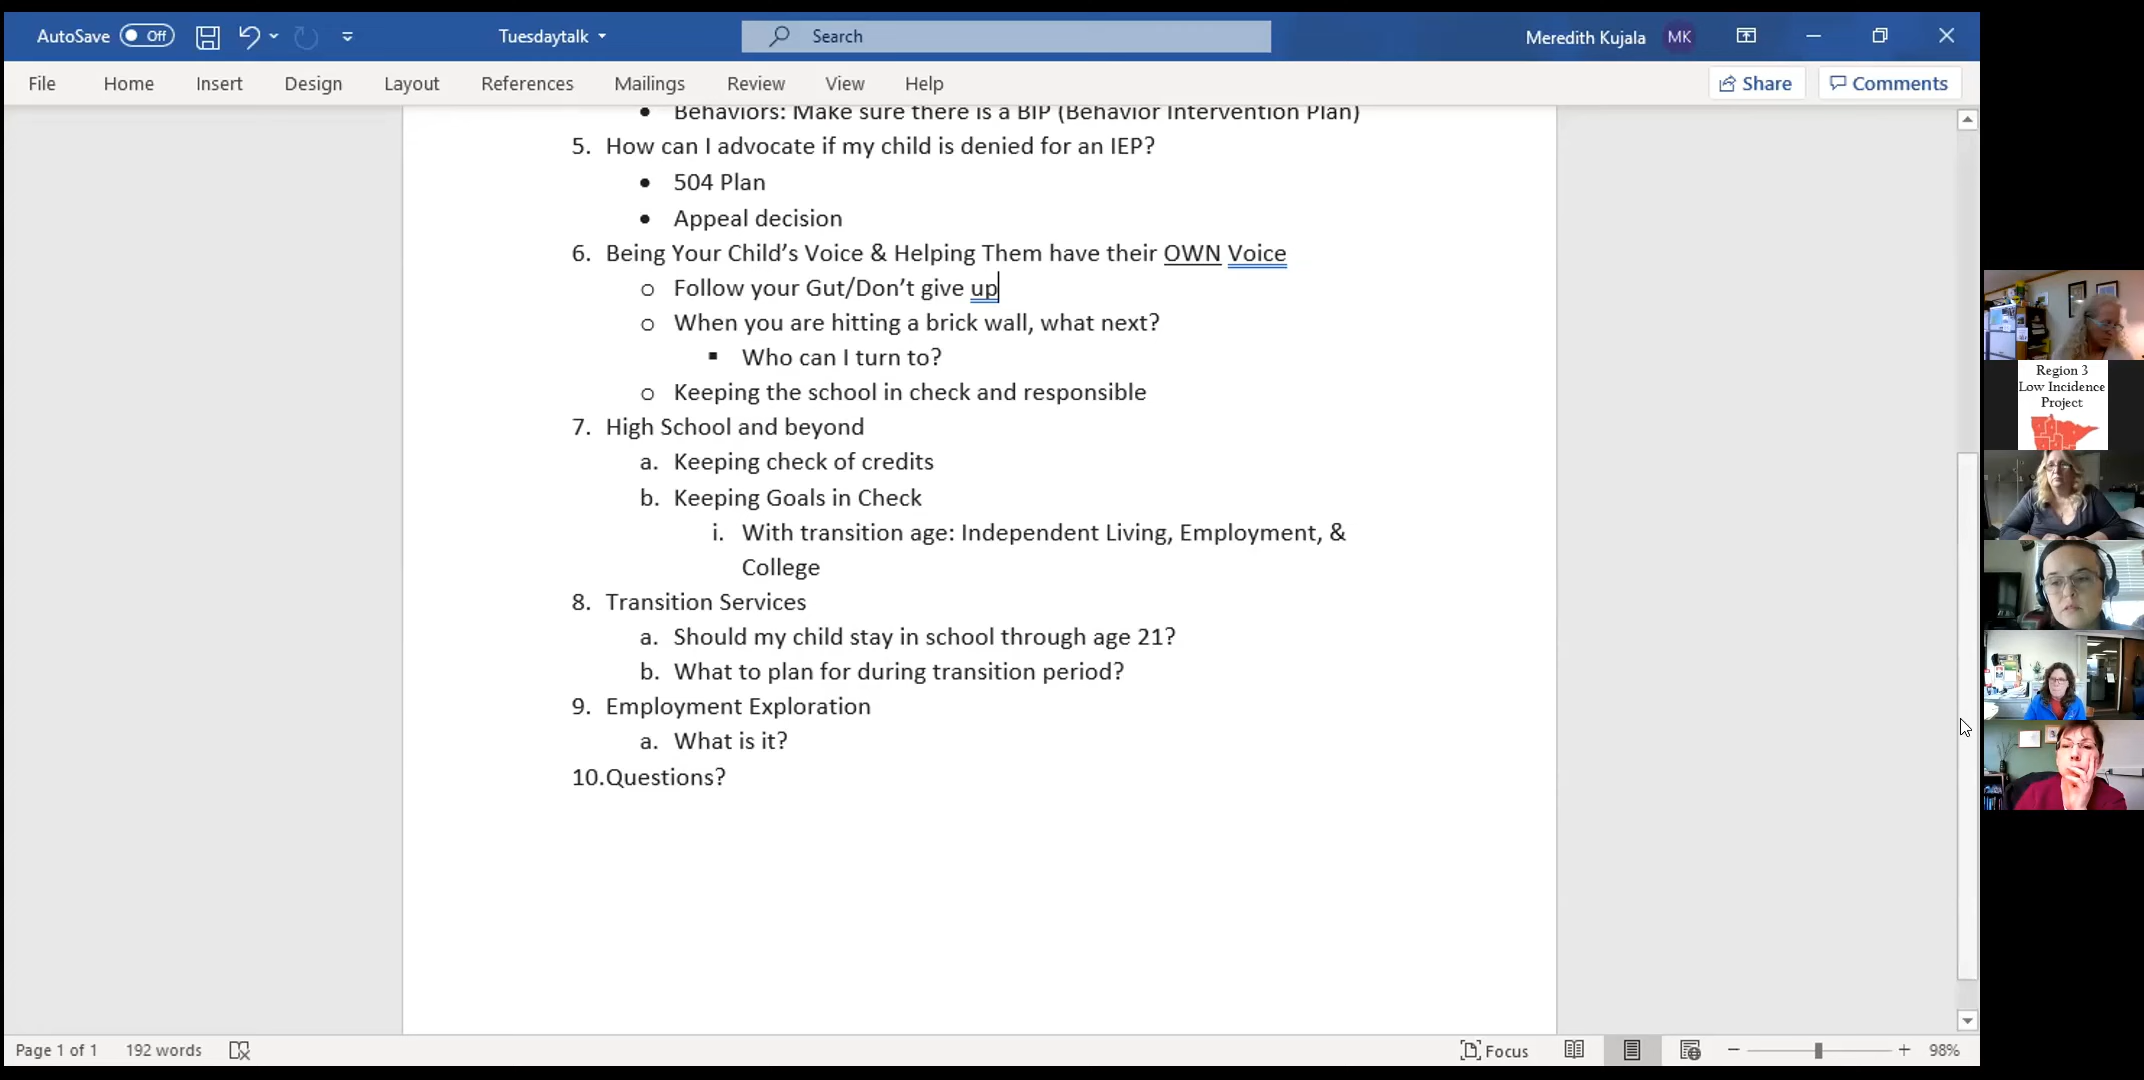 AutoSave Off Tuesdaytalk Search Meredith Kujala MK
File Home Insert Design Layout References Mailings Review View Help Share Comments
• Behaviors: Make sure there is a BIP (Behavior Intervention Plan)
5. How can I advocate if my child is denied for an IEP?
• 504 Plan
• Appeal decision
6. Being Your Child’s Voice & Helping Them have their OWN Voice
o Follow your Gut/Don’t give up
o When you are hitting a brick wall, what next?
▪ Who can I turn to?
o Keeping the school in check and responsible
7. High School and beyond
a. Keeping check of credits
b. Keeping Goals in Check
i. With transition age: Independent Living, Employment, &
College
8. Transition Services
a. Should my child stay in school through age 21?
b. What to plan for during transition period?
9. Employment Exploration
a. What is it?
10.Questions?
Region 3
Low Incidence
Project
Page 1 of 1 192 words Focus 98%